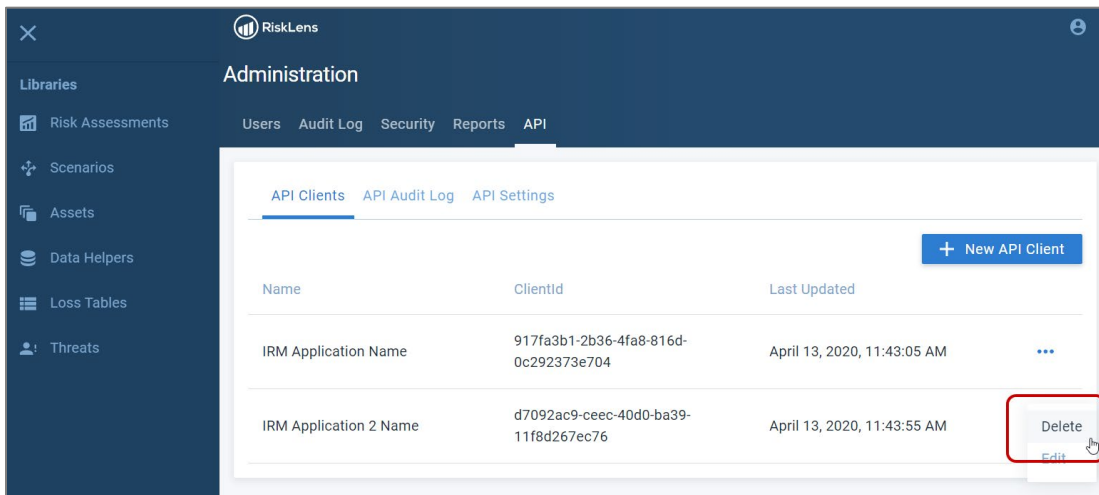 RiskLens
Administration
Libraries
Risk Assessments
Scenarios
Assets
Data Helpers
Loss Tables
Threats
Users Audit Log Security Reports API
API Clients API Audit Log API Settings
+ New API Client
Name ClientId Last Updated
IRM Application Name 917fa3b1-2b36-4fa8-816d- April 13, 2020, 11:43:05 AM
0c292373e704
IRM Application 2 Name d7092ac9-ceec-40d0-ba39- April 13, 2020, 11:43:55 AM
11f8d267ec76
Delete
Edit